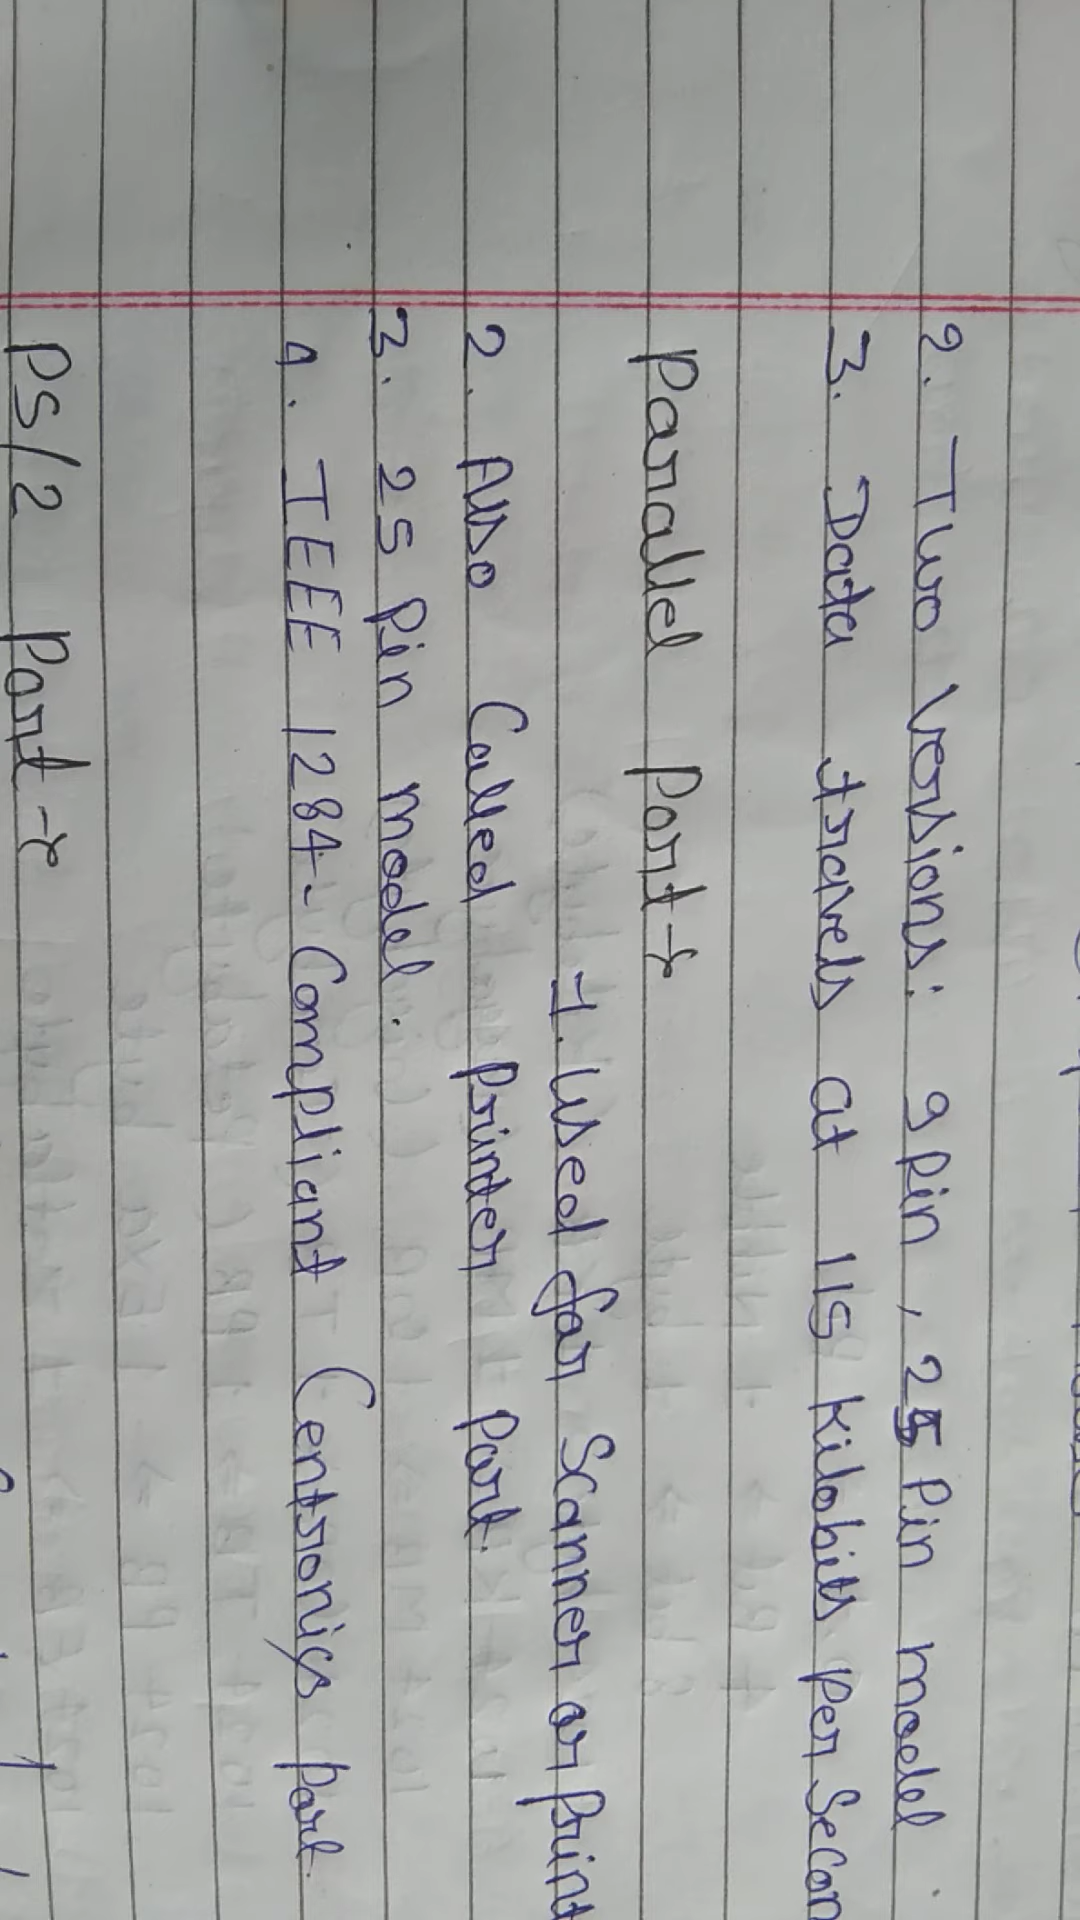 2. Two Versions: 9 Pin, 25 Pin model.
3. Data travels at 115 kilobits per Secon
Parallel Port →
1. Used for Scanner or Print
2. Also Called Printer Port.
3. 25 Pin model.
4. IEEE 1284-Compliant Centronics Port.
PS/2 Port →